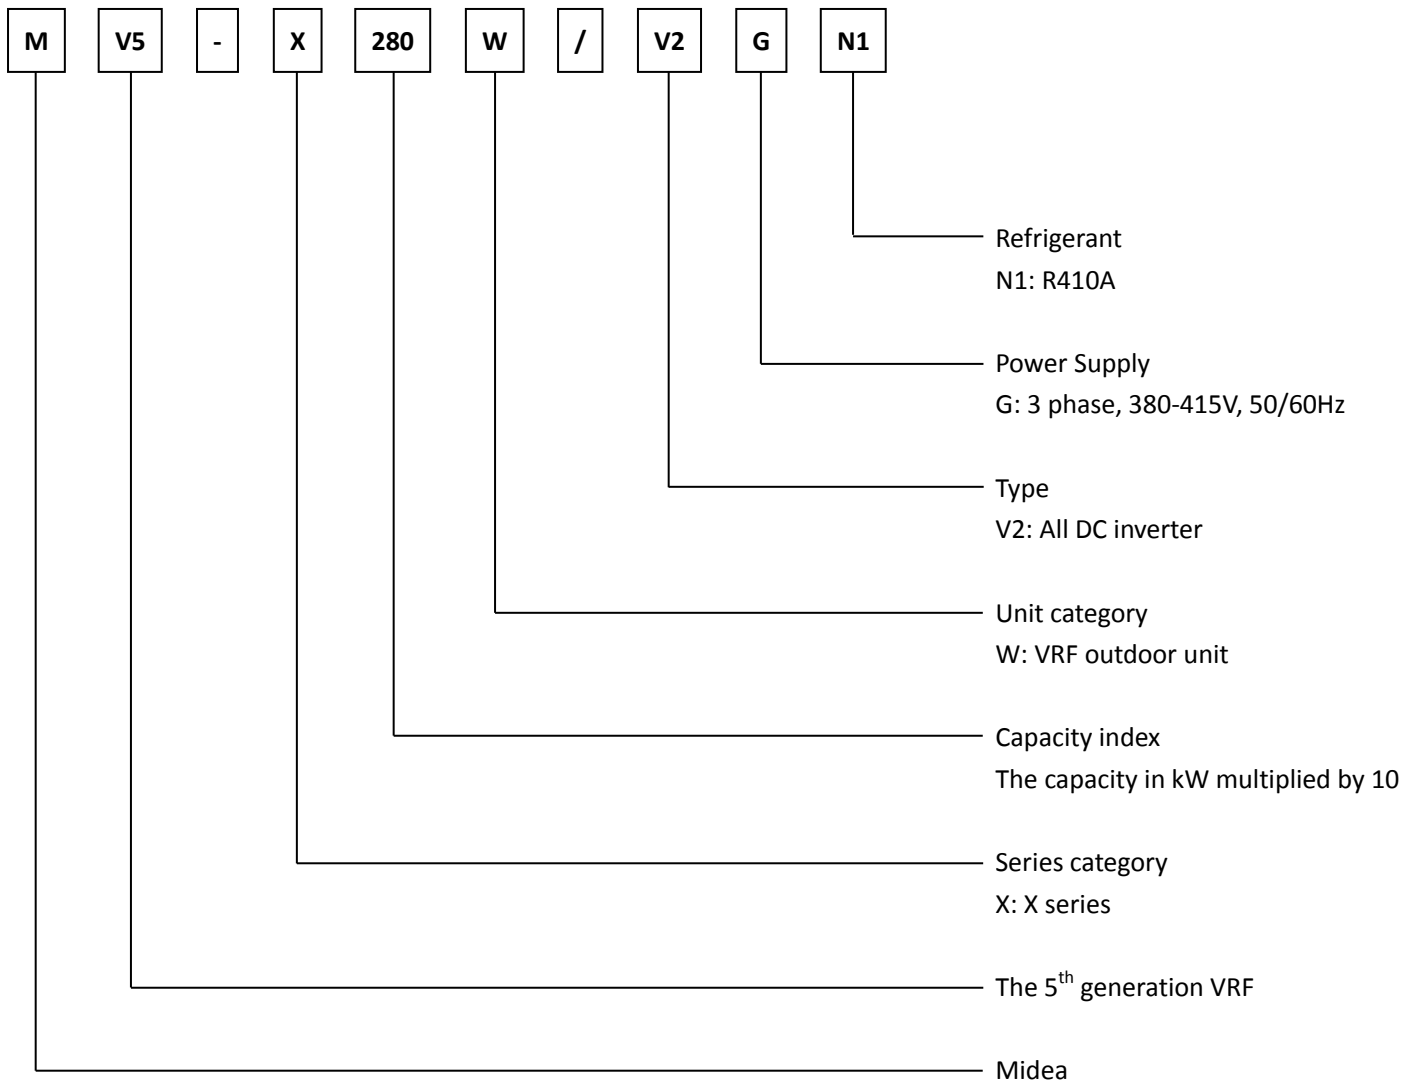 M V5 - X 280 W / V2 G N1
Refrigerant
N1: R410A
Power Supply
G: 3 phase, 380-415V, 50/60Hz
Type
V2: All DC inverter
Unit category
W: VRF outdoor unit
Capacity index
The capacity in kW multiplied by 10
Series category
X: X series
The 5th generation VRF
Midea